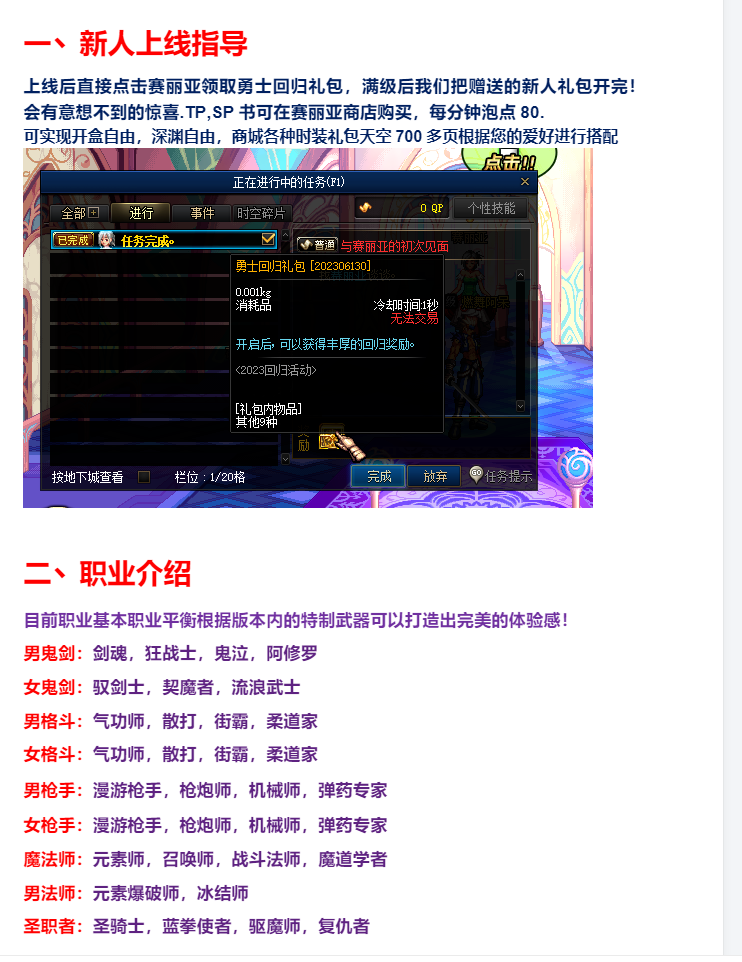 一、新人上线指导
上线后直接点击赛丽亚领取勇士回归礼包，满级后我们把赠送的新人礼包开完！
会有意想不到的惊喜.TP,SP 书可在赛丽亚商店购买，每分钟泡点 80.
可实现开盒自由，深渊自由，商城各种时装礼包天空 700 多页根据您的爱好进行搭配
点击!!
正在进行中的任务(F1)
全部 进行 事件 时空碎片 0 QP 个性技能
已完成 任务完成。
普通 与赛丽亚的初次见面
勇士回归礼包 [202306130]
0.001kg
消耗品 冷却时间:1秒
无法交易
开启后，可以获得丰厚的回归奖励。
<2023回归活动>
[礼包内物品]
其他9种
励
按地下城查看 栏位：1/20格 完成 放弃 GO 任务提示
二、职业介绍
目前职业基本职业平衡根据版本内的特制武器可以打造出完美的体验感！
男鬼剑：剑魂，狂战士，鬼泣，阿修罗
女鬼剑：驭剑士，契魔者，流浪武士
男格斗：气功师，散打，街霸，柔道家
女格斗：气功师，散打，街霸，柔道家
男枪手：漫游枪手，枪炮师，机械师，弹药专家
女枪手：漫游枪手，枪炮师，机械师，弹药专家
魔法师：元素师，召唤师，战斗法师，魔道学者
男法师：元素爆破师，冰结师
圣职者：圣骑士，蓝拳使者，驱魔师，复仇者